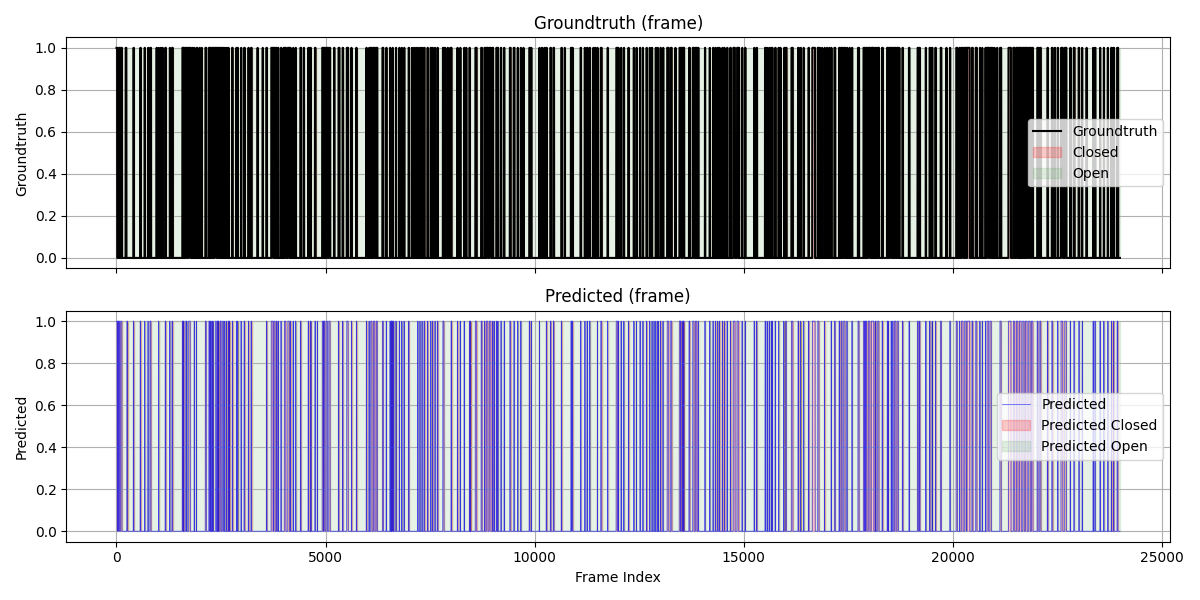 Groundtruth (frame)
1.0
0.8
0.6
0.4
0.2
0.0
Groundtruth
Groundtruth
Closed
Open
Predicted (frame)
1.0
0.8
0.6
0.4
0.2
0.0
Predicted
Predicted
Predicted Closed
Predicted Open
0
5000
10000
15000
20000
25000
Frame Index